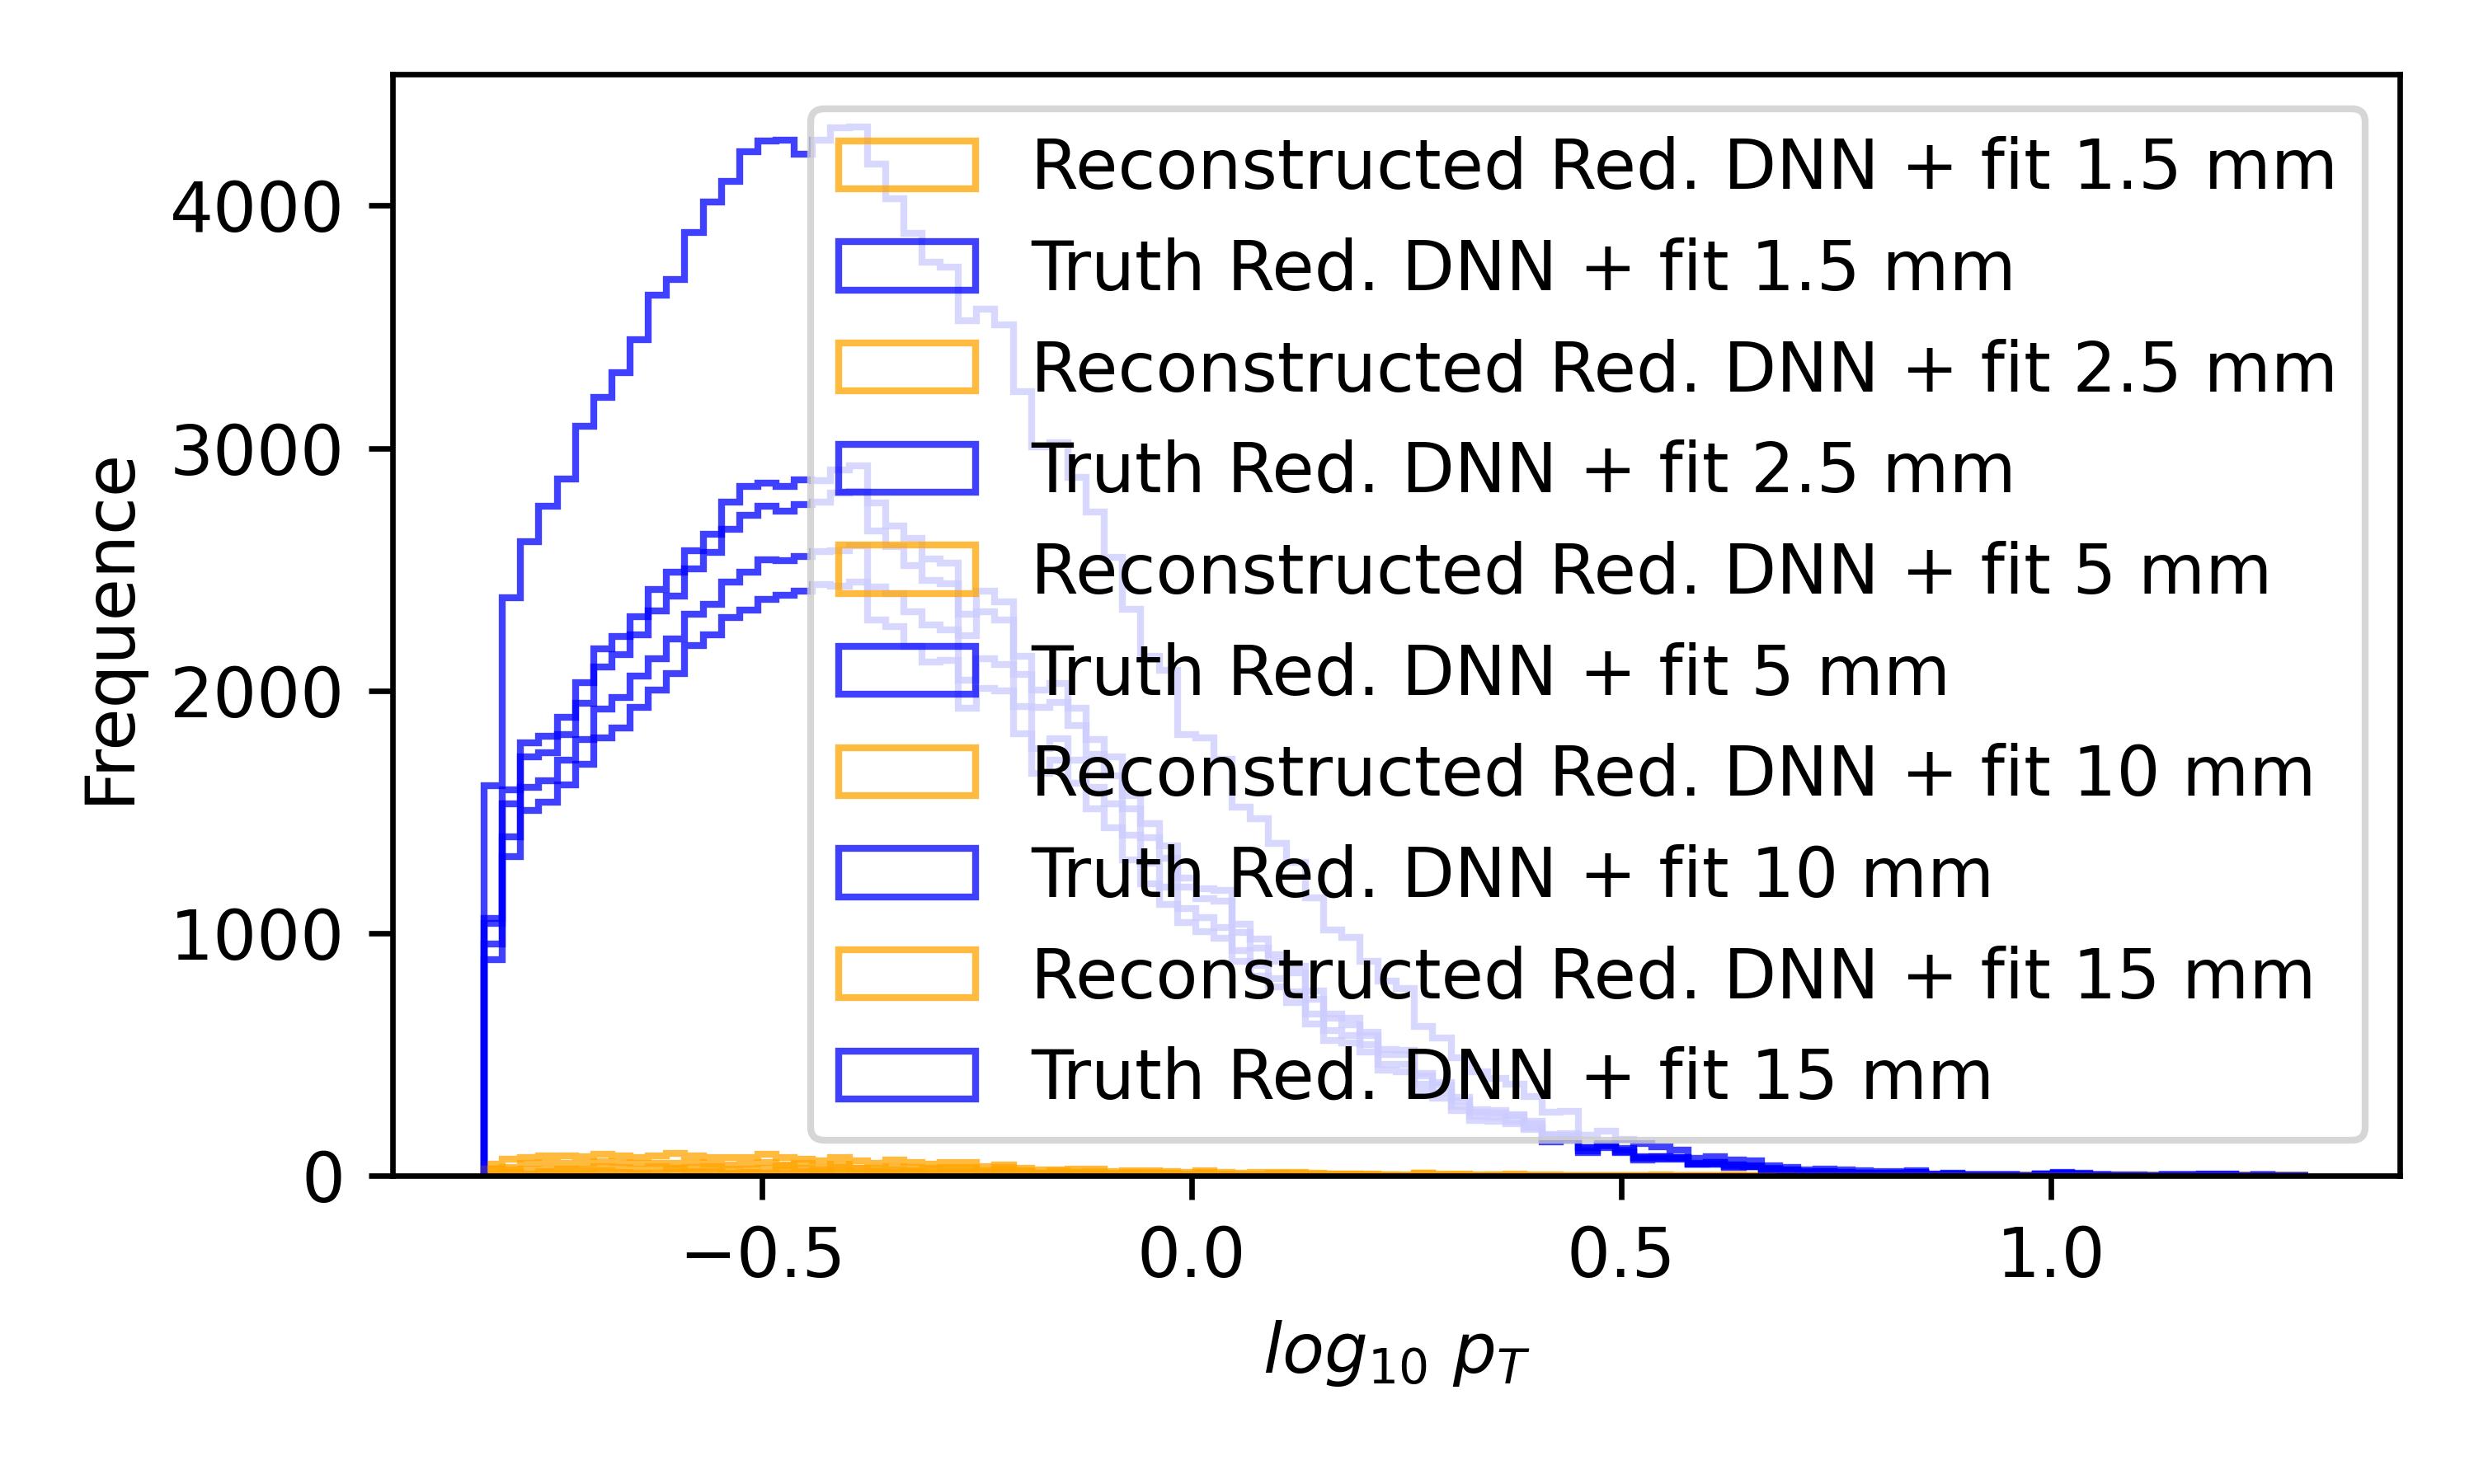 Reconstructed Red. DNN + fit 1.5 mm
Truth Red. DNN + fit 1.5 mm
Reconstructed Red. DNN + fit 2.5 mm
Truth Red. DNN + fit 2.5 mm
Reconstructed Red. DNN + fit 5 mm
Truth Red. DNN + fit 5 mm
Reconstructed Red. DNN + fit 10 mm
Truth Red. DNN + fit 10 mm
Reconstructed Red. DNN + fit 15 mm
Truth Red. DNN + fit 15 mm
Frequence
4000
3000
2000
1000
0
−0.5 0.0 0.5 1.0
log₁₀ p_T